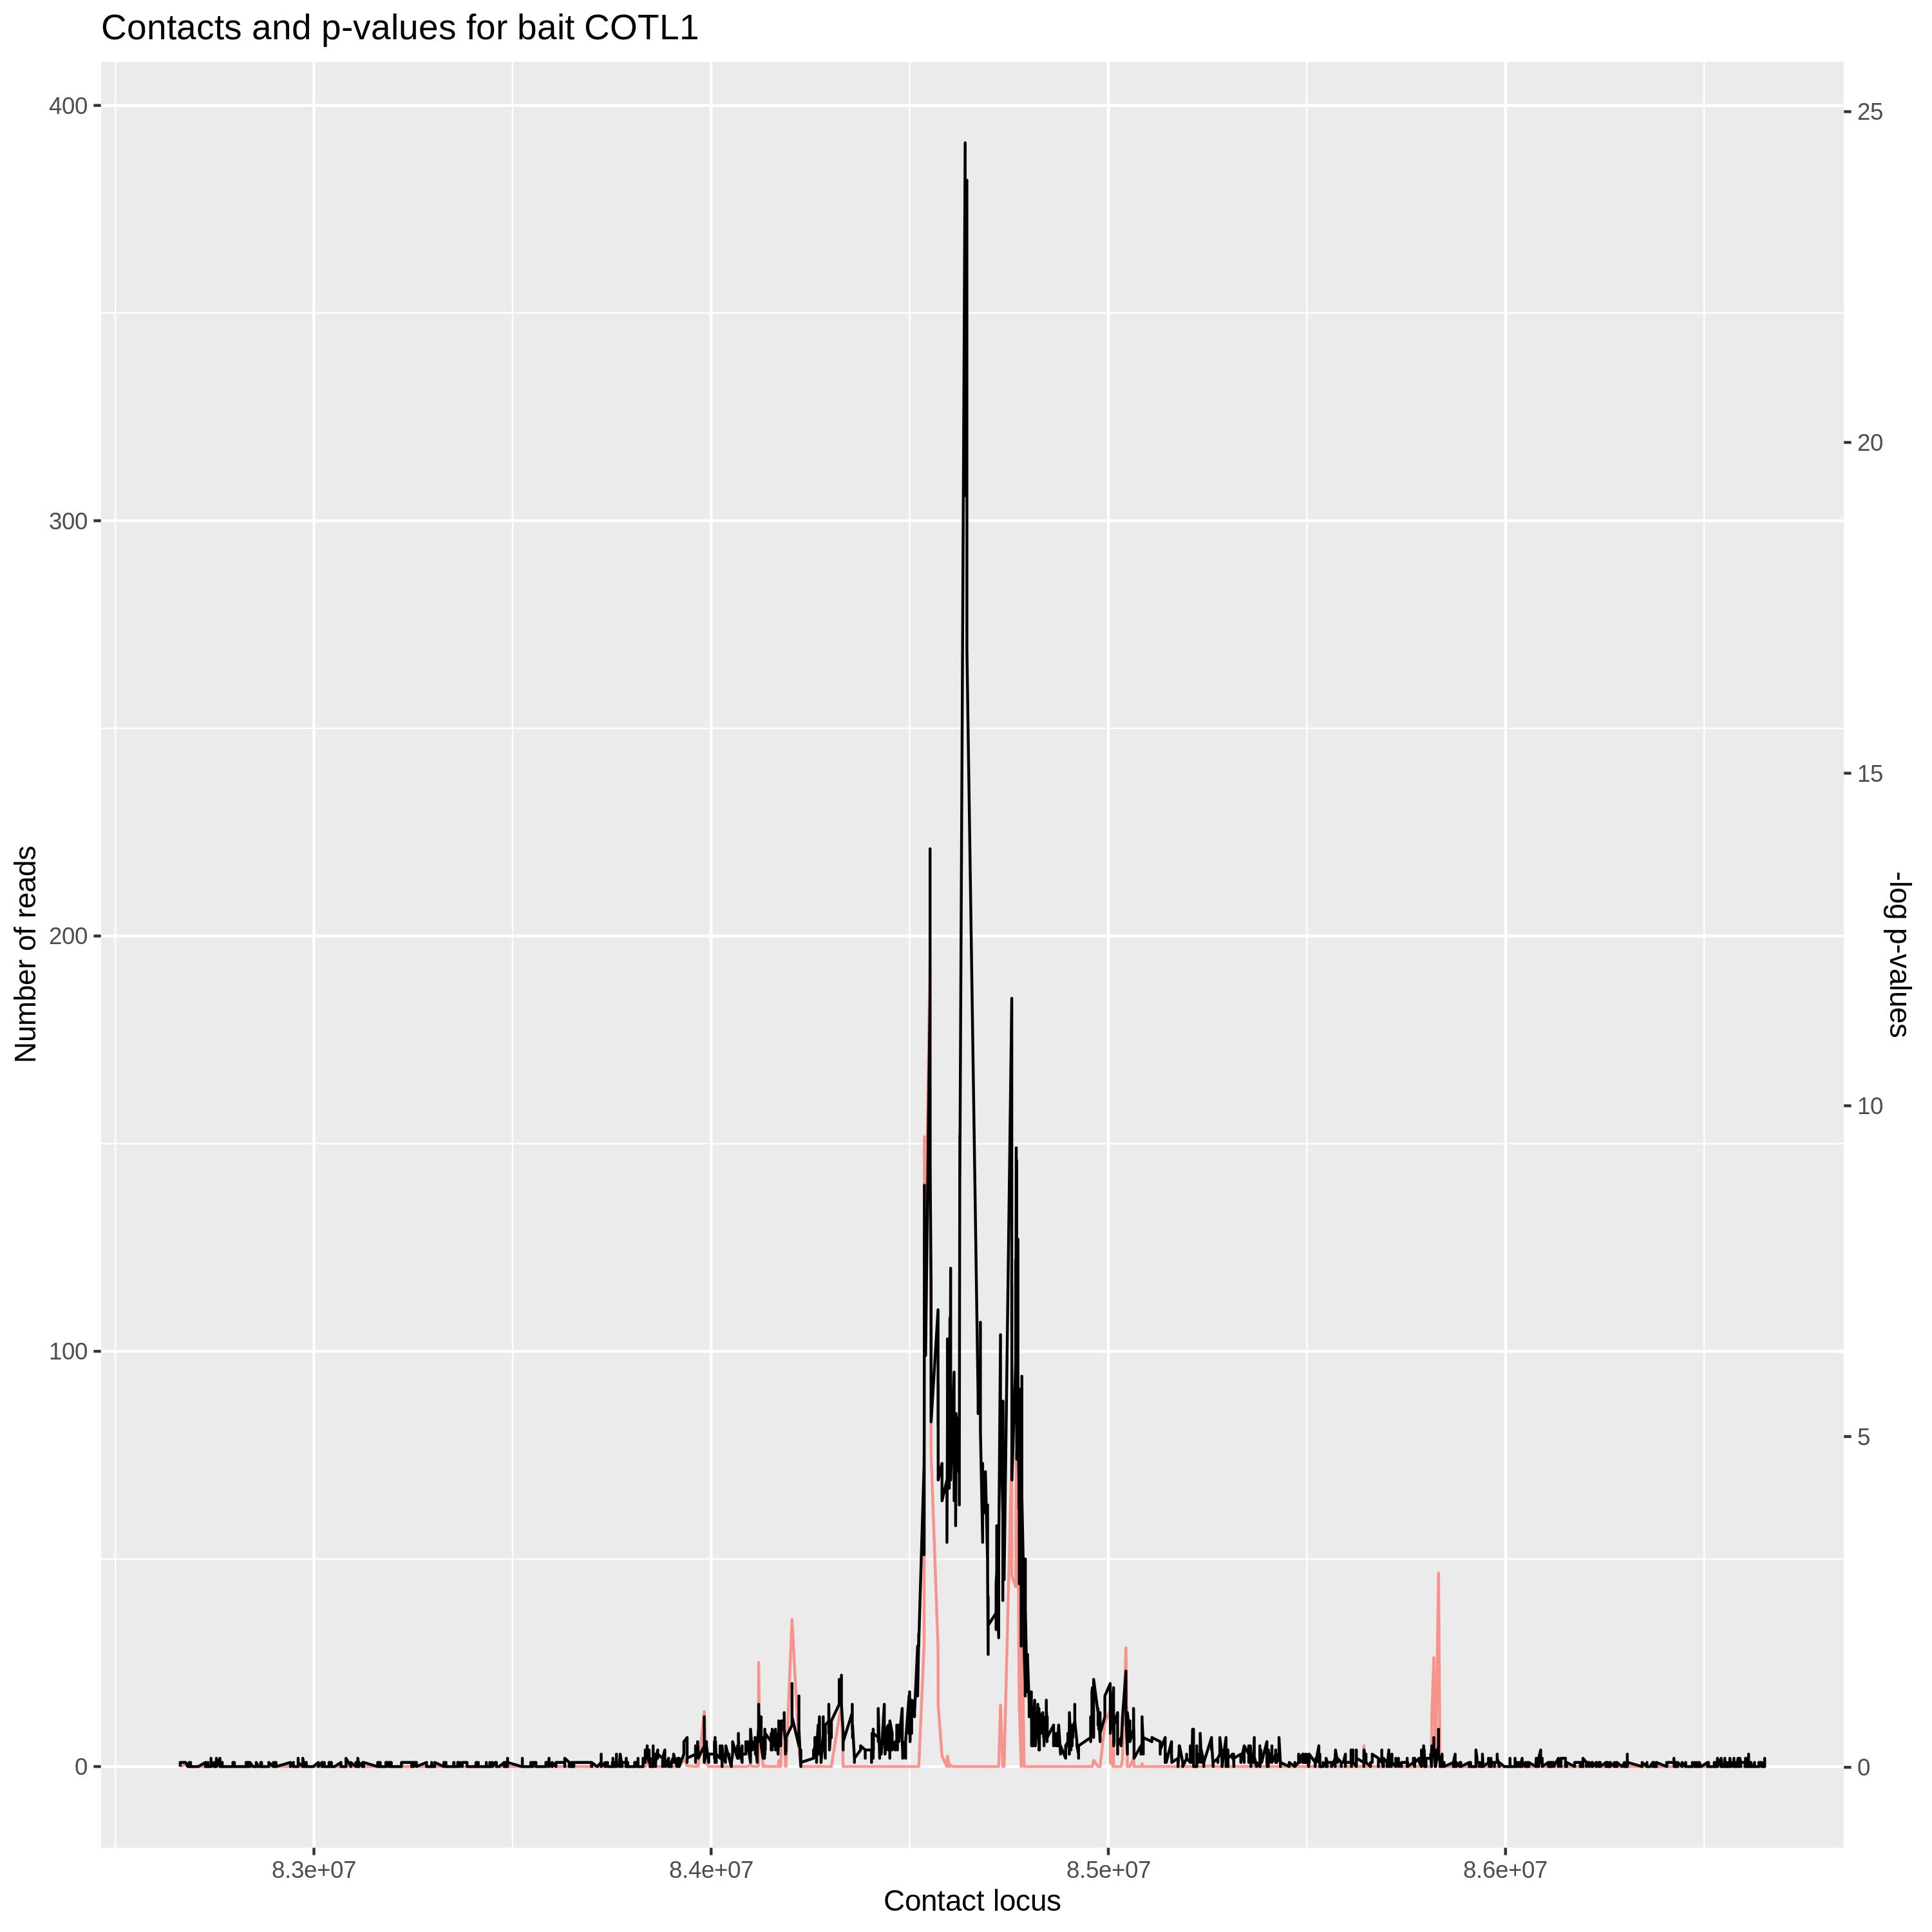 Contacts and p-values for bait COTL1
400
300
200
100
0
Number of reads
25
20
15
10
5
0
-log p-values
8.3e+07
8.4e+07
8.5e+07
8.6e+07
Contact locus